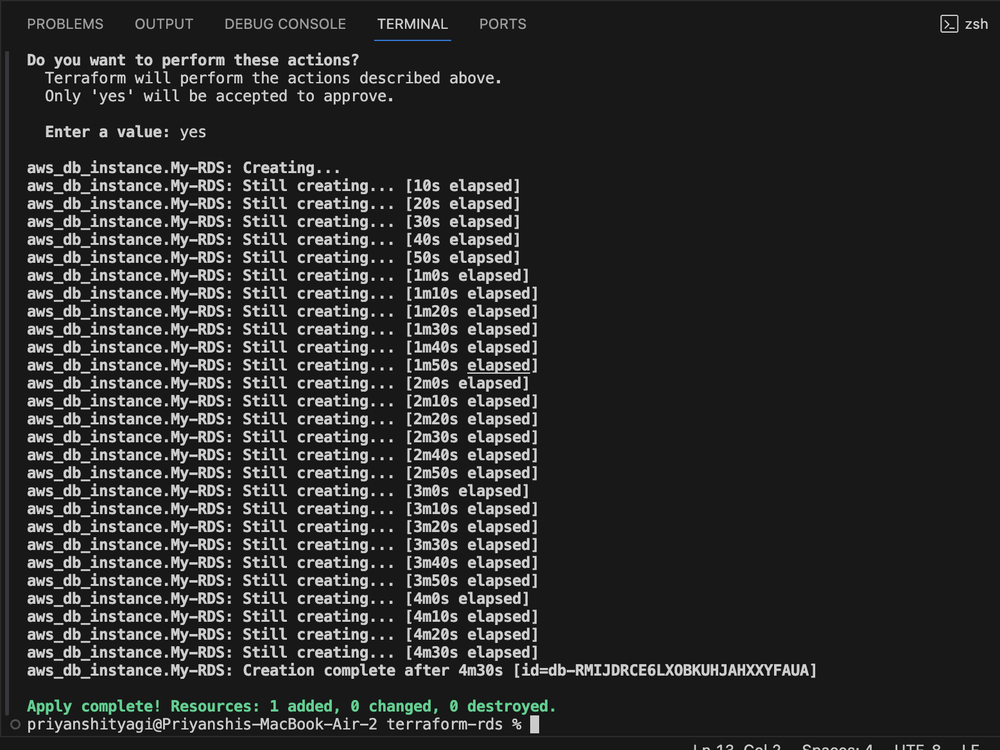 PROBLEMS OUTPUT DEBUG CONSOLE TERMINAL PORTS zsh
Do you want to perform these actions?
Terraform will perform the actions described above.
Only 'yes' will be accepted to approve.
Enter a value: yes
aws_db_instance.My-RDS: Creating...
aws_db_instance.My-RDS: Still creating... [10s elapsed]
aws_db_instance.My-RDS: Still creating... [20s elapsed]
aws_db_instance.My-RDS: Still creating... [30s elapsed]
aws_db_instance.My-RDS: Still creating... [40s elapsed]
aws_db_instance.My-RDS: Still creating... [50s elapsed]
aws_db_instance.My-RDS: Still creating... [1m0s elapsed]
aws_db_instance.My-RDS: Still creating... [1m10s elapsed]
aws_db_instance.My-RDS: Still creating... [1m20s elapsed]
aws_db_instance.My-RDS: Still creating... [1m30s elapsed]
aws_db_instance.My-RDS: Still creating... [1m40s elapsed]
aws_db_instance.My-RDS: Still creating... [1m50s elapsed]
aws_db_instance.My-RDS: Still creating... [2m0s elapsed]
aws_db_instance.My-RDS: Still creating... [2m10s elapsed]
aws_db_instance.My-RDS: Still creating... [2m20s elapsed]
aws_db_instance.My-RDS: Still creating... [2m30s elapsed]
aws_db_instance.My-RDS: Still creating... [2m40s elapsed]
aws_db_instance.My-RDS: Still creating... [2m50s elapsed]
aws_db_instance.My-RDS: Still creating... [3m0s elapsed]
aws_db_instance.My-RDS: Still creating... [3m10s elapsed]
aws_db_instance.My-RDS: Still creating... [3m20s elapsed]
aws_db_instance.My-RDS: Still creating... [3m30s elapsed]
aws_db_instance.My-RDS: Still creating... [3m40s elapsed]
aws_db_instance.My-RDS: Still creating... [3m50s elapsed]
aws_db_instance.My-RDS: Still creating... [4m0s elapsed]
aws_db_instance.My-RDS: Still creating... [4m10s elapsed]
aws_db_instance.My-RDS: Still creating... [4m20s elapsed]
aws_db_instance.My-RDS: Still creating... [4m30s elapsed]
aws_db_instance.My-RDS: Creation complete after 4m30s [id=db-RMIJDRCE6LXOBKUHJAHXXYFAUA]
Apply complete! Resources: 1 added, 0 changed, 0 destroyed.
priyanshityagi@Priyanshis-MacBook-Air-2 terraform-rds %
Ln 13, Col 2 Spaces: 4 UTF-8 LF